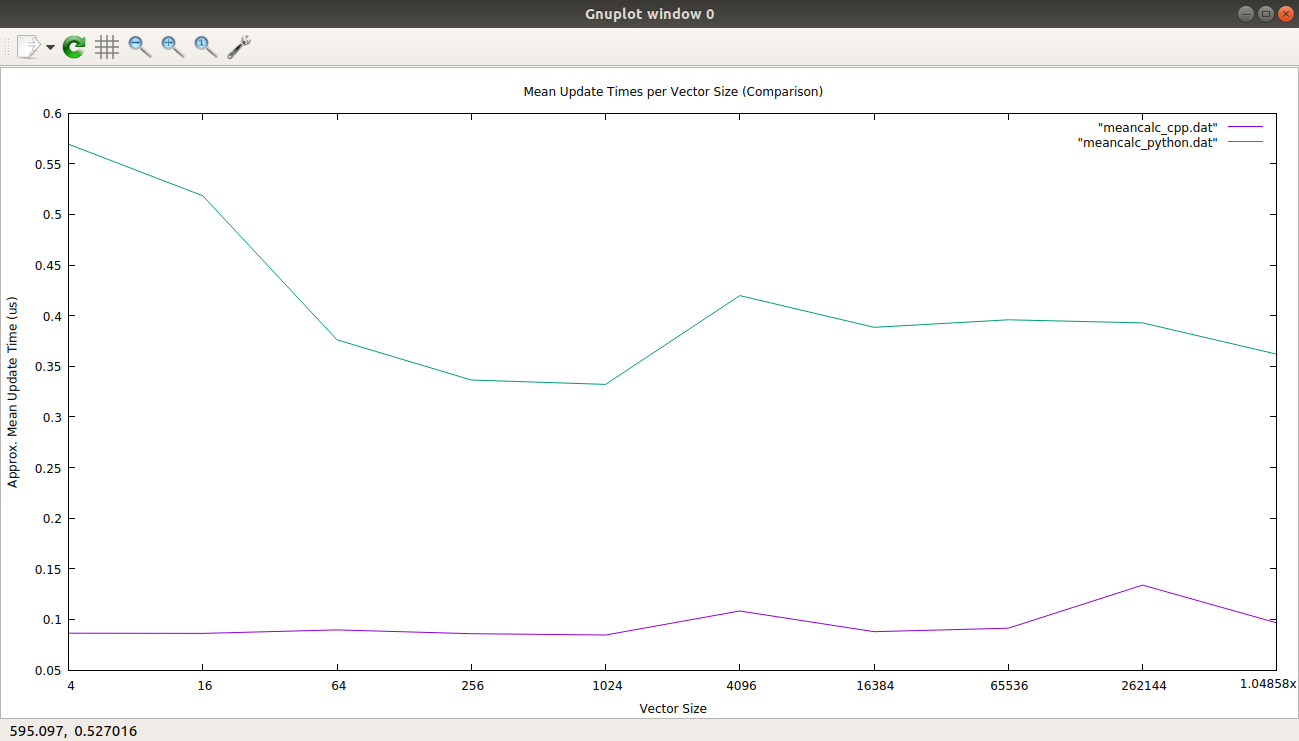 Gnuplot window 0
1
Mean Update Times per Vector Size (Comparison)
"meancalc_cpp.dat"
"meancalc_python.dat"
Approx. Mean Update Time (us)
0.6
0.55
0.5
0.45
0.4
0.35
0.3
0.25
0.2
0.15
0.1
0.05
4 16 64 256 1024 4096 16384 65536 262144 1.04858x
Vector Size
595.097, 0.527016